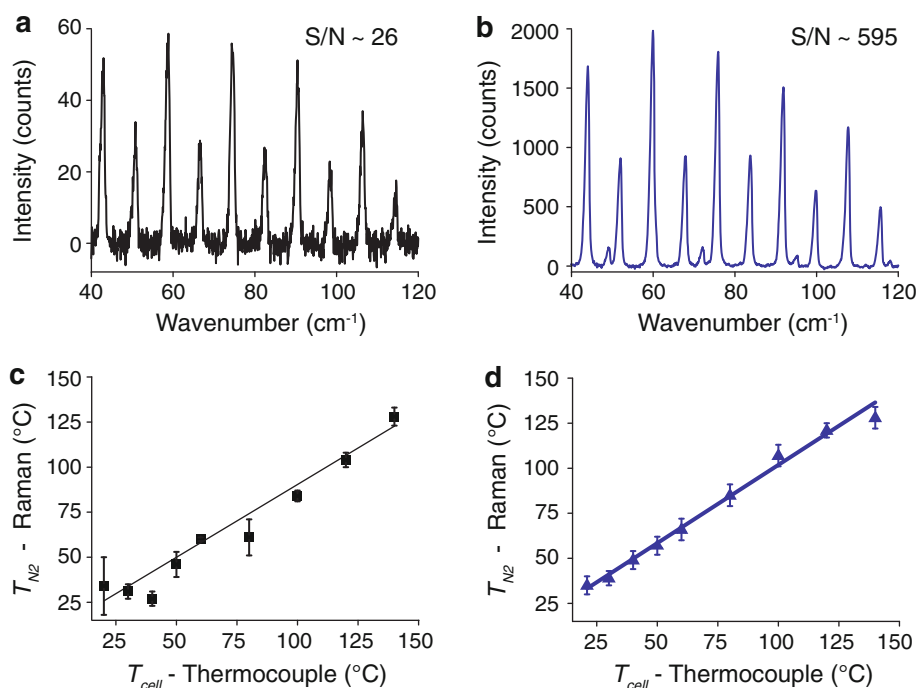 a
S/N ~ 26
Intensity (counts)
60
40
20
0
40 60 80 100 120
Wavenumber (cm⁻¹)
b
S/N ~ 595
Intensity (counts)
2000
1500
1000
500
0
40 60 80 100 120
Wavenumber (cm⁻¹)
c
T_N2 - Raman (°C)
150
125
100
75
50
25
25 50 75 100 125 150
T_cell - Thermocouple (°C)
d
T_N2 - Raman (°C)
150
125
100
75
50
25
25 50 75 100 125 150
T_cell - Thermocouple (°C)